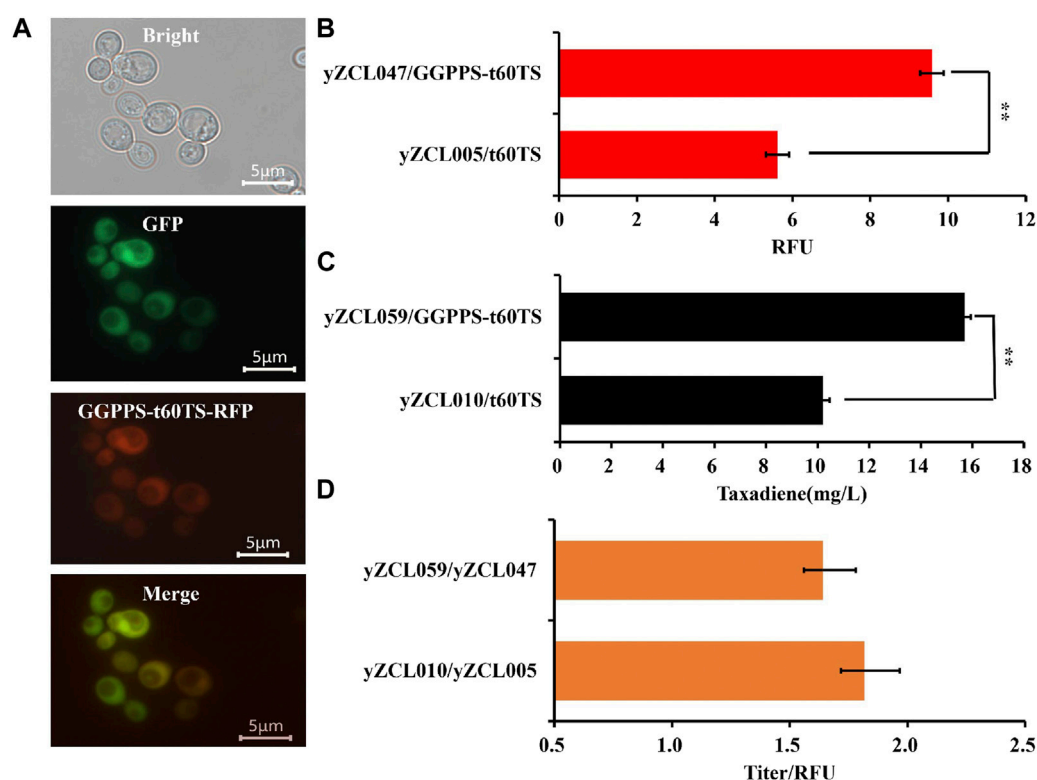 A
Bright
5μm
GFP
5μm
GGPPS-t60TS-RFP
5μm
Merge
5μm
B
yZCL047/GGPPS-t60TS
yZCL005/t60TS
**
0 2 4 6 8 10 12
RFU
C
yZCL059/GGPPS-t60TS
yZCL010/t60TS
**
0 2 4 6 8 10 12 14 16 18
Taxadiene(mg/L)
D
yZCL059/yZCL047
yZCL010/yZCL005
0.5 1.0 1.5 2.0 2.5
Titer/RFU